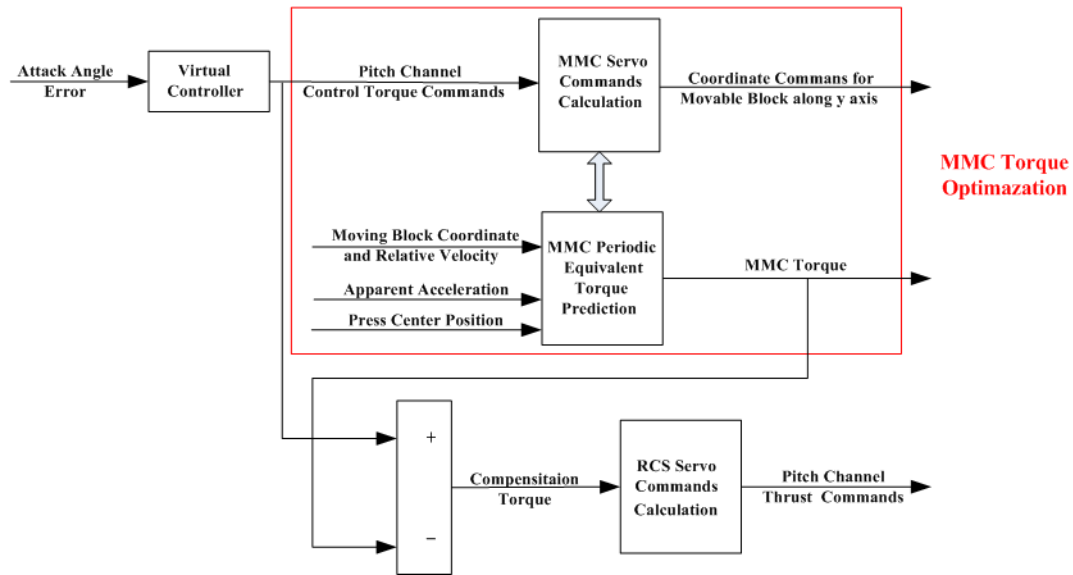 Attack Angle
Error
Virtual
Controller
Pitch Channel
Control Torque Commands
MMC Servo
Commands
Calculation
Coordinate Commans for
Movable Block along y axis
MMC Torque
Optimazation
Moving Block Coordinate
and Relative Velocity
Apparent Acceleration
Press Center Position
MMC Periodic
Equivalent
Torque
Prediction
MMC Torque
+
−
Compensitaion
Torque
RCS Servo
Commands
Calculation
Pitch Channel
Thrust Commands